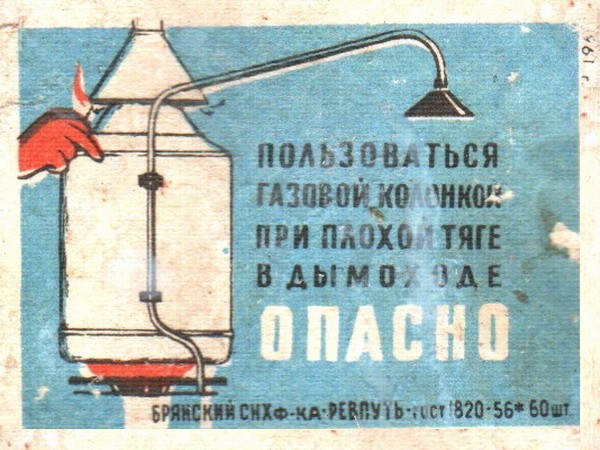 ПОЛЬЗОВАТЬСЯ
ГАЗОВОЙ КОЛОНКОЙ
ПРИ ПЛОХОЙ ТЯГЕ
В ДЫМОХОДЕ
ОПАСНО
БРЯНСКИЙ СНХ Ф-КА·РЕВПУТЬ·ГОСТ 1820-56* 60 шт